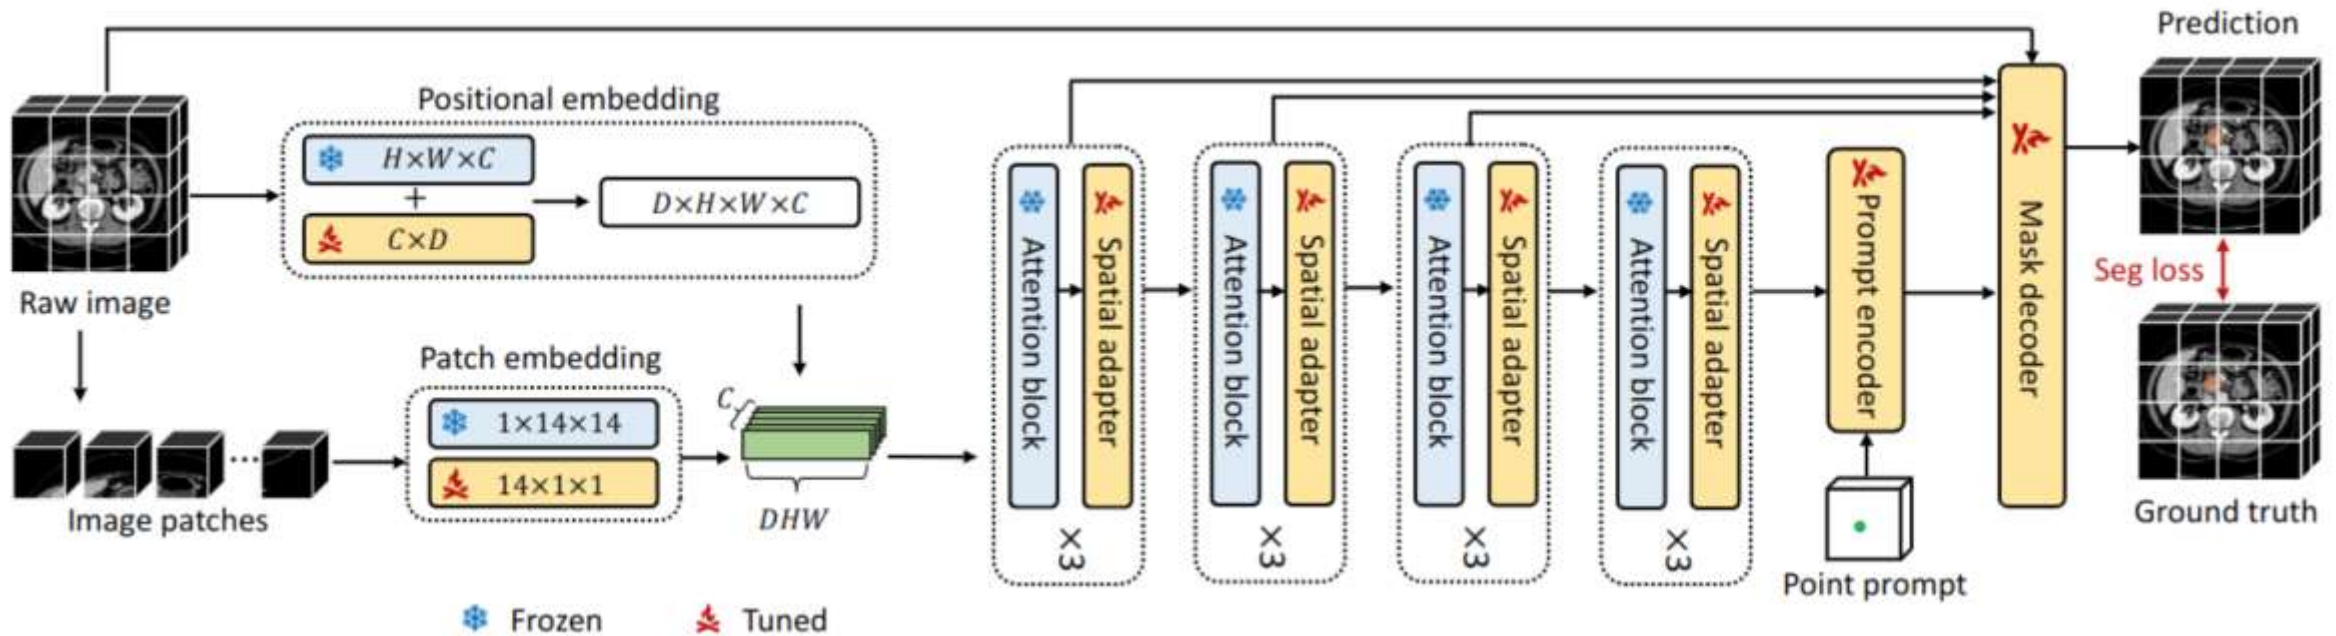 Raw image
Image patches
Positional embedding
H×W×C
+
C×D
D×H×W×C
Patch embedding
1×14×14
14×1×1
C
DHW
Attention block
Spatial adapter
×3
Attention block
Spatial adapter
×3
Attention block
Spatial adapter
×3
Attention block
Spatial adapter
×3
Prompt encoder
Point prompt
Mask decoder
Prediction
Seg loss
Ground truth
Frozen
Tuned